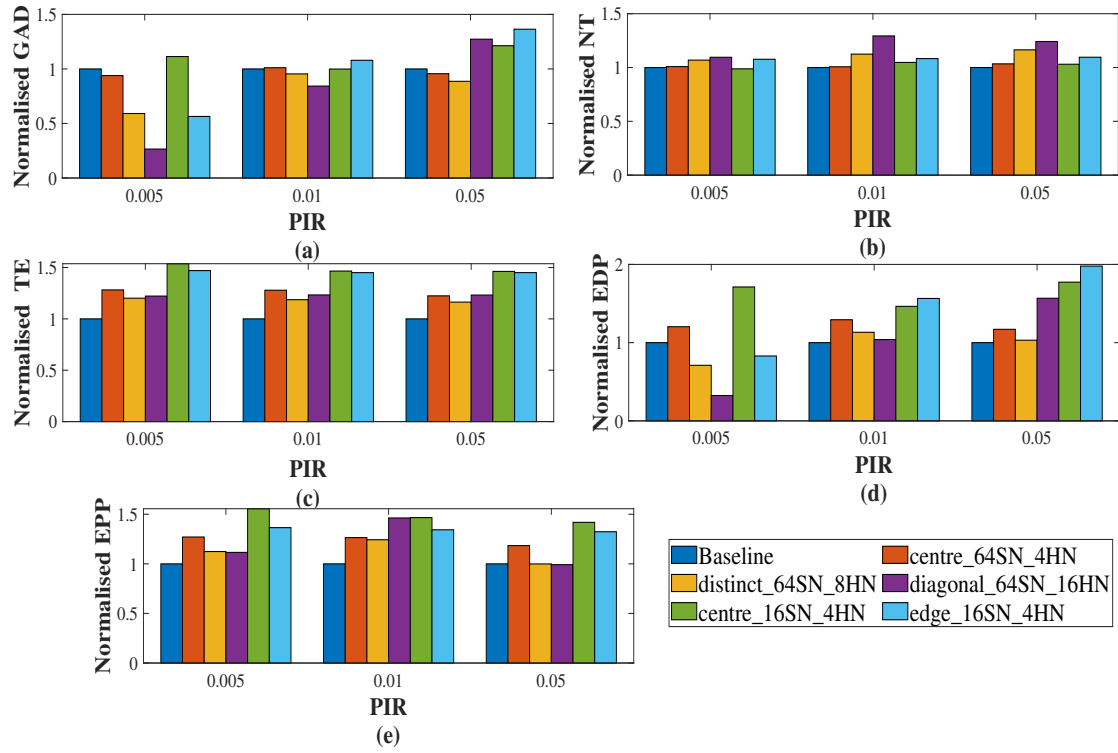 Normalised GAD
1.5
1
0.5
0
0.005
0.01
0.05
PIR
(a)
Normalised NT
1.5
1
0.5
0
0.005
0.01
0.05
PIR
(b)
Normalised TE
1.5
1
0.5
0
0.005
0.01
0.05
PIR
(c)
Normalised EDP
2
1
0
0.005
0.01
0.05
PIR
(d)
Normalised EPP
1.5
1
0.5
0
0.005
0.01
0.05
PIR
(e)
Baseline
centre_64SN_4HN
distinct_64SN_8HN
diagonal_64SN_16HN
centre_16SN_4HN
edge_16SN_4HN